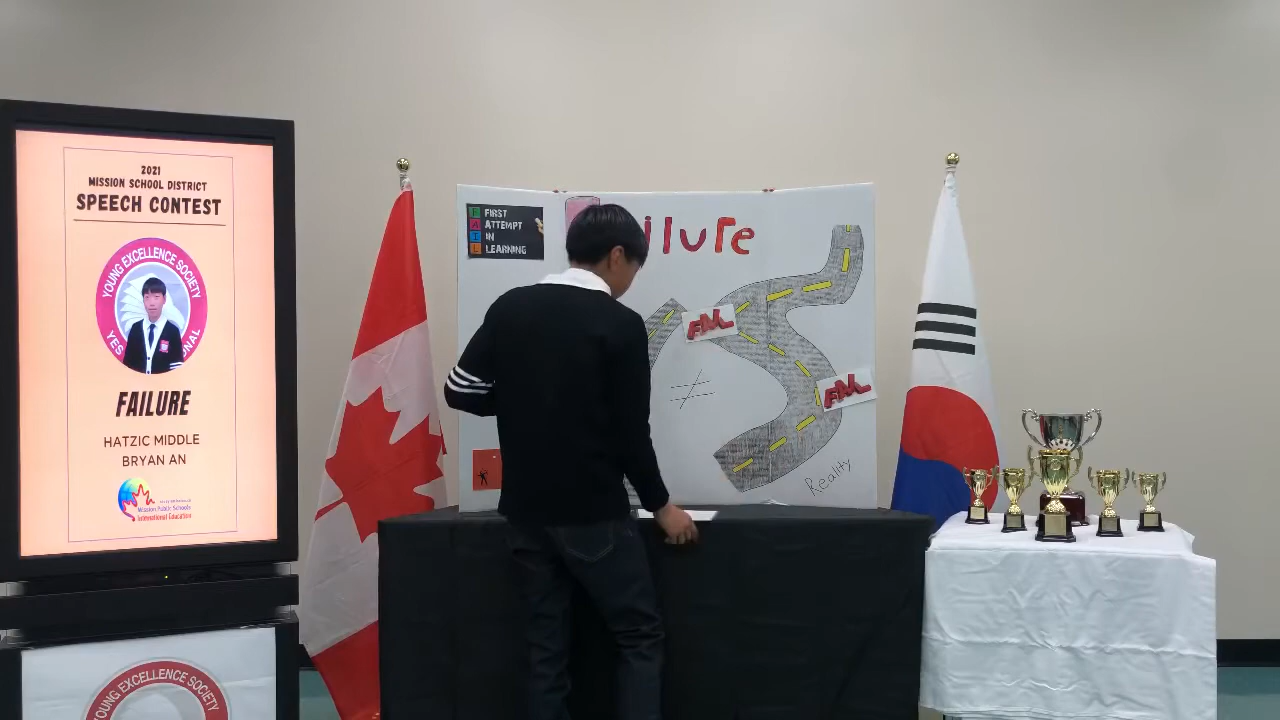 2021
MISSION SCHOOL DISTRICT
SPEECH CONTEST
YOUNG EXCELLENCE SOCIETY
FAILURE
HATZIC MIDDLE
BRYAN AN
Mission Public Schools
International Education
YOUNG EXCELLENCE SOCIETY
FIRST
ATTEMPT
IN
LEARNING
ilure
FAIL
FAIL
≠
Reality